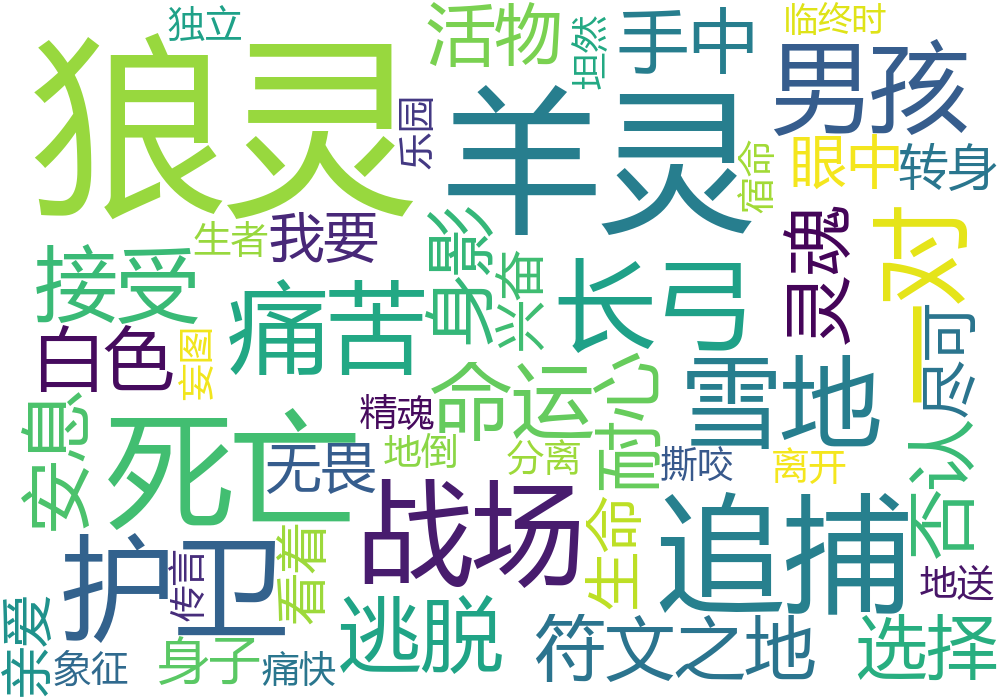 独立
活物
坦然
手中
临终时
狼灵
羊灵
男孩
乐园
宿命
眼中
转身
生者
我要
身影
兴奋
灵魂
一对
接受
痛苦
长弓
尽可
白色
妄图
精魂
命运
耐心
雪地
安息
死亡
无畏
地倒
分离
撕咬
离开
否认
战场
追捕
护卫
传言
看着
生命
地送
亲爱
象征
身子
痛快
逃脱
符文之地
选择